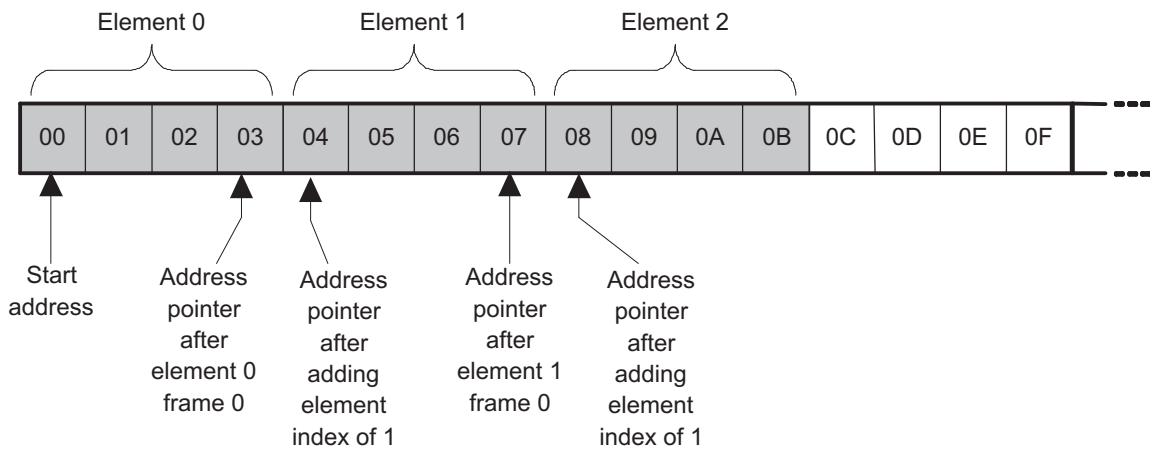 Element 0 Element 1 Element 2
00 01 02 03 04 05 06 07 08 09 0A 0B 0C 0D 0E 0F
Start
address
Address
pointer
after
element 0
frame 0
Address
pointer
after
adding
element
index of 1
Address
pointer
after
element 1
frame 0
Address
pointer
after
adding
element
index of 1